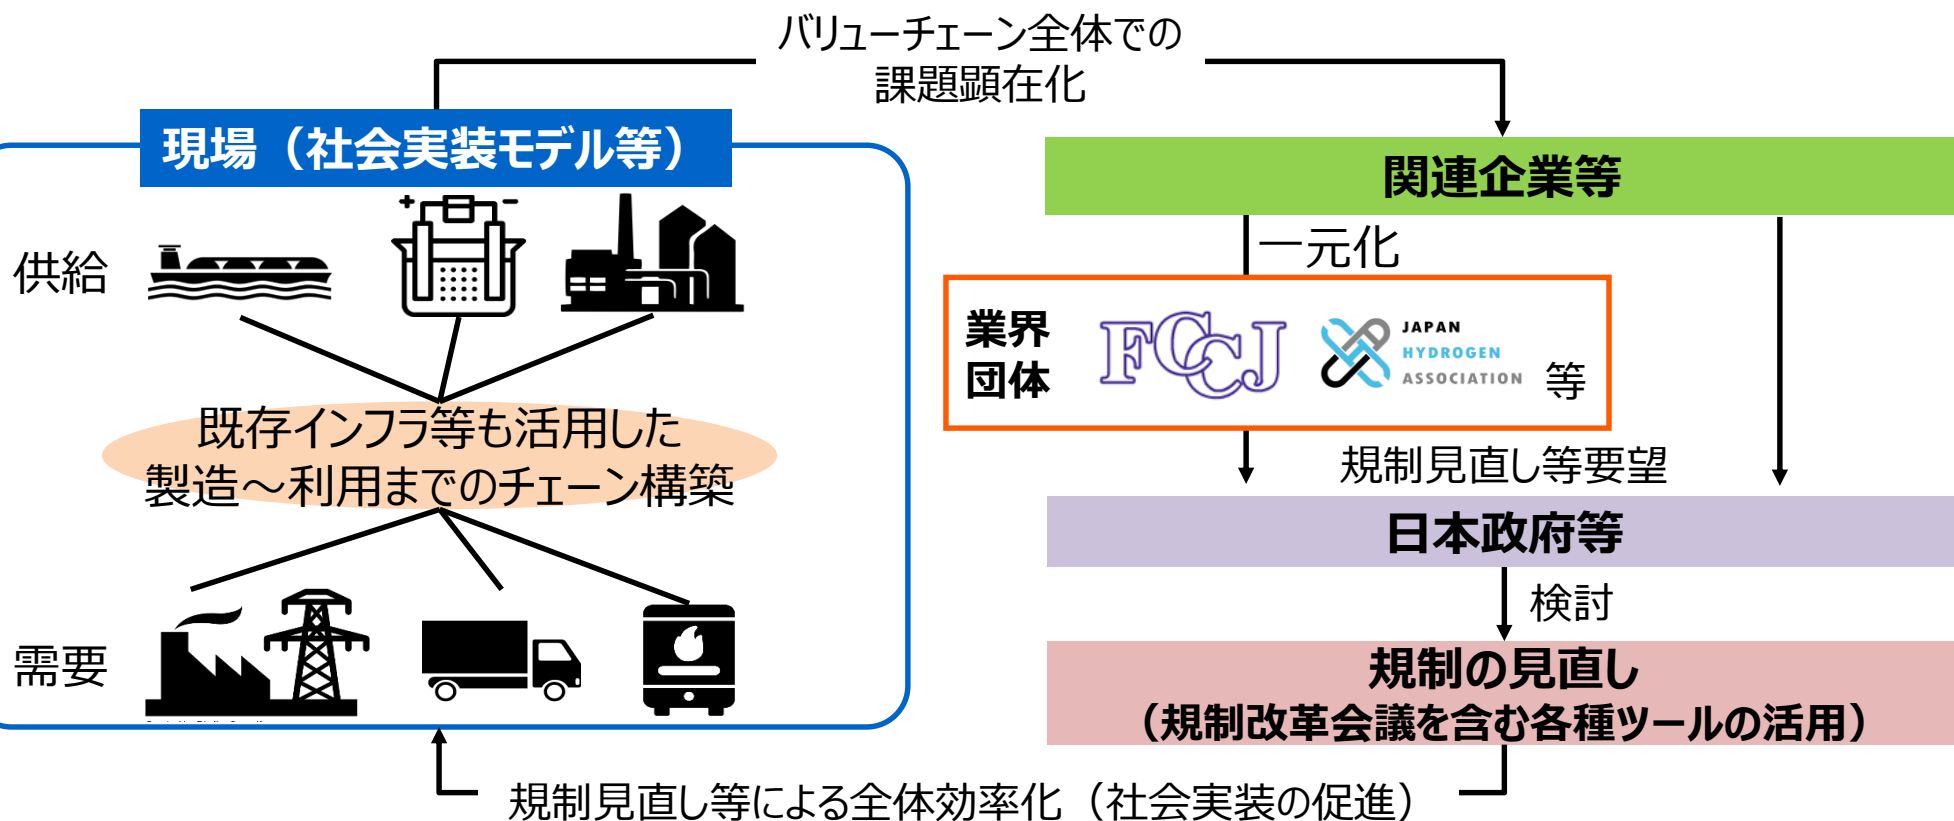 バリューチェーン全体での
課題顕在化
現場（社会実装モデル等）
供給
+ −
既存インフラ等も活用した
製造～利用までのチェーン構築
需要
関連企業等
一元化
業界
団体
FCCJ
JAPAN
HYDROGEN
ASSOCIATION
等
規制見直し等要望
日本政府等
検討
規制の見直し
（規制改革会議を含む各種ツールの活用）
規制見直し等による全体効率化（社会実装の促進）